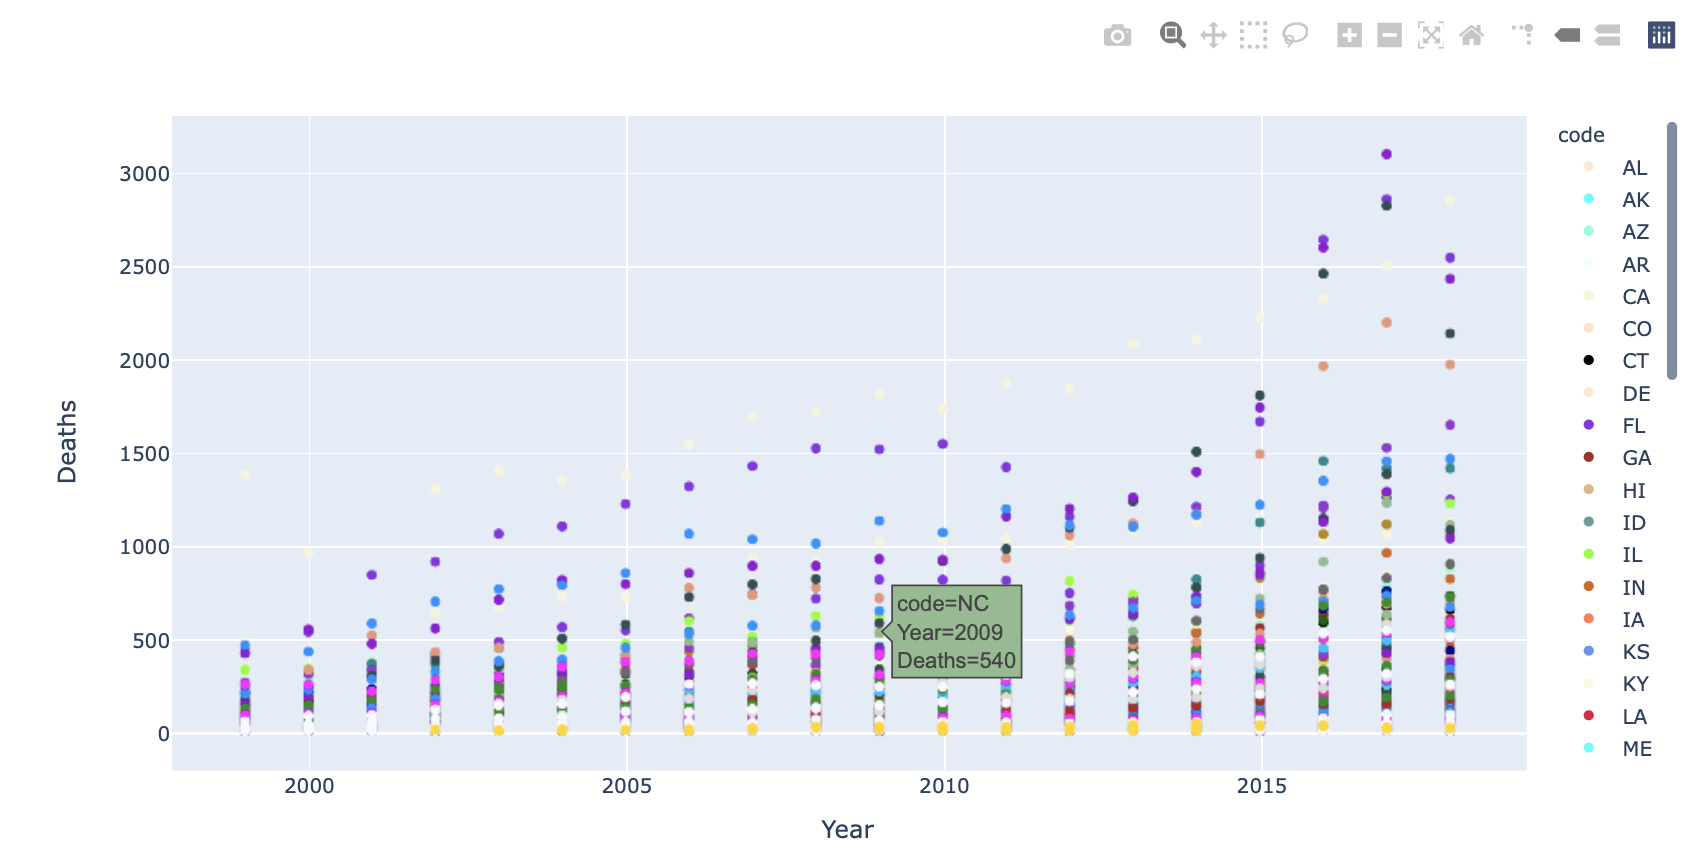 code
AL
AK
AZ
AR
CA
CO
CT
DE
FL
GA
HI
ID
IL
IN
IA
KS
KY
LA
ME
3000
2500
2000
1500
1000
500
0
Deaths
code=NC
Year=2009
Deaths=540
2000
2005
2010
2015
Year